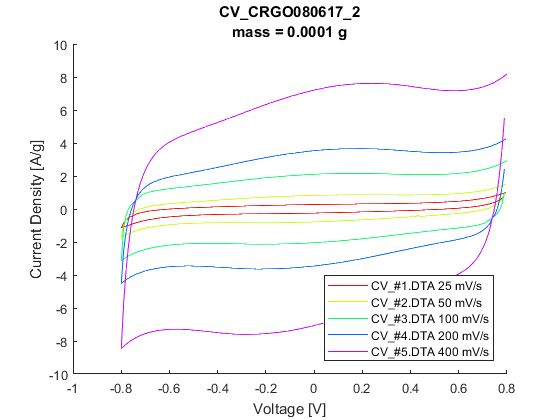 CV_CRGO080617_2
mass = 0.0001 g
10
8
6
4
2
0
-2
-4
-6
-8
-10
Current Density [A/g]
CV_#1.DTA 25 mV/s
CV_#2.DTA 50 mV/s
CV_#3.DTA 100 mV/s
CV_#4.DTA 200 mV/s
CV_#5.DTA 400 mV/s
-1 -0.8 -0.6 -0.4 -0.2 0 0.2 0.4 0.6 0.8
Voltage [V]